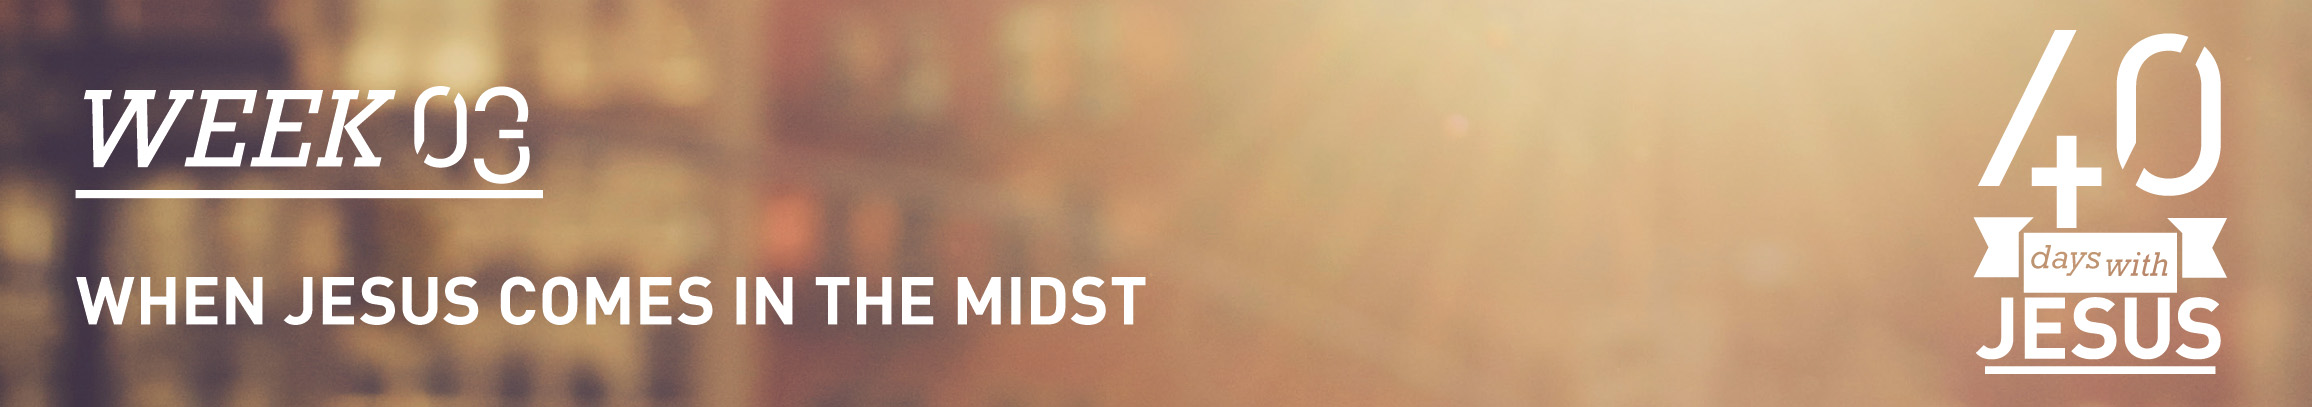 WEEK 03
WHEN JESUS COMES IN THE MIDST
40
days with
JESUS